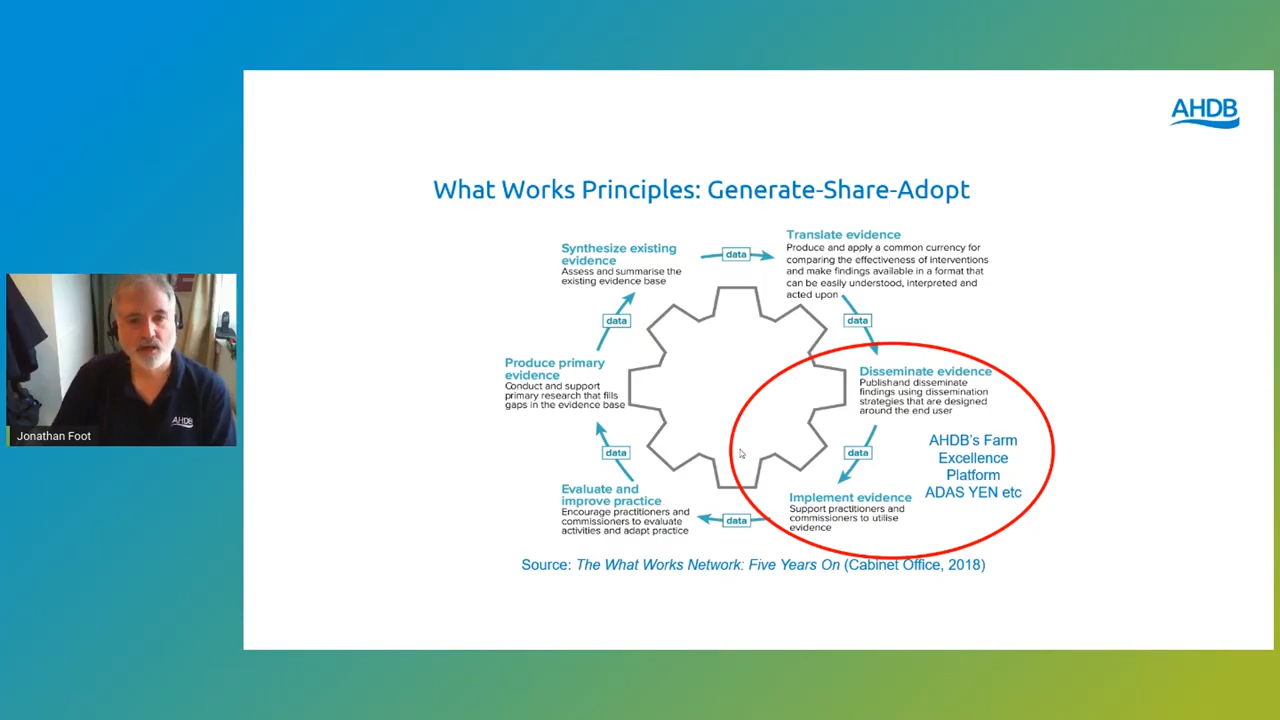 AHDB
What Works Principles: Generate-Share-Adopt
Synthesize existing
evidence
Assess and summarise the
existing evidence base
data
Translate evidence
Produce and apply a common currency for
comparing the effectiveness of interventions
and make findings available in a format that
can be easily understood, interpreted and
acted upon
data
data
Produce primary
evidence
Conduct and support
primary research that fills
gaps in the evidence base
Disseminate evidence
Publishand disseminate
findings using dissemination
strategies that are designed
around the end user
AHDB's Farm
Excellence
Platform
ADAS YEN etc
data
data
Evaluate and
improve practice
Encourage practitioners and
commissioners to evaluate
activities and adapt practice
data
Implement evidence
Support practitioners and
commissioners to utilise
evidence
Source: The What Works Network: Five Years On (Cabinet Office, 2018)
AHDB
Jonathan Foot